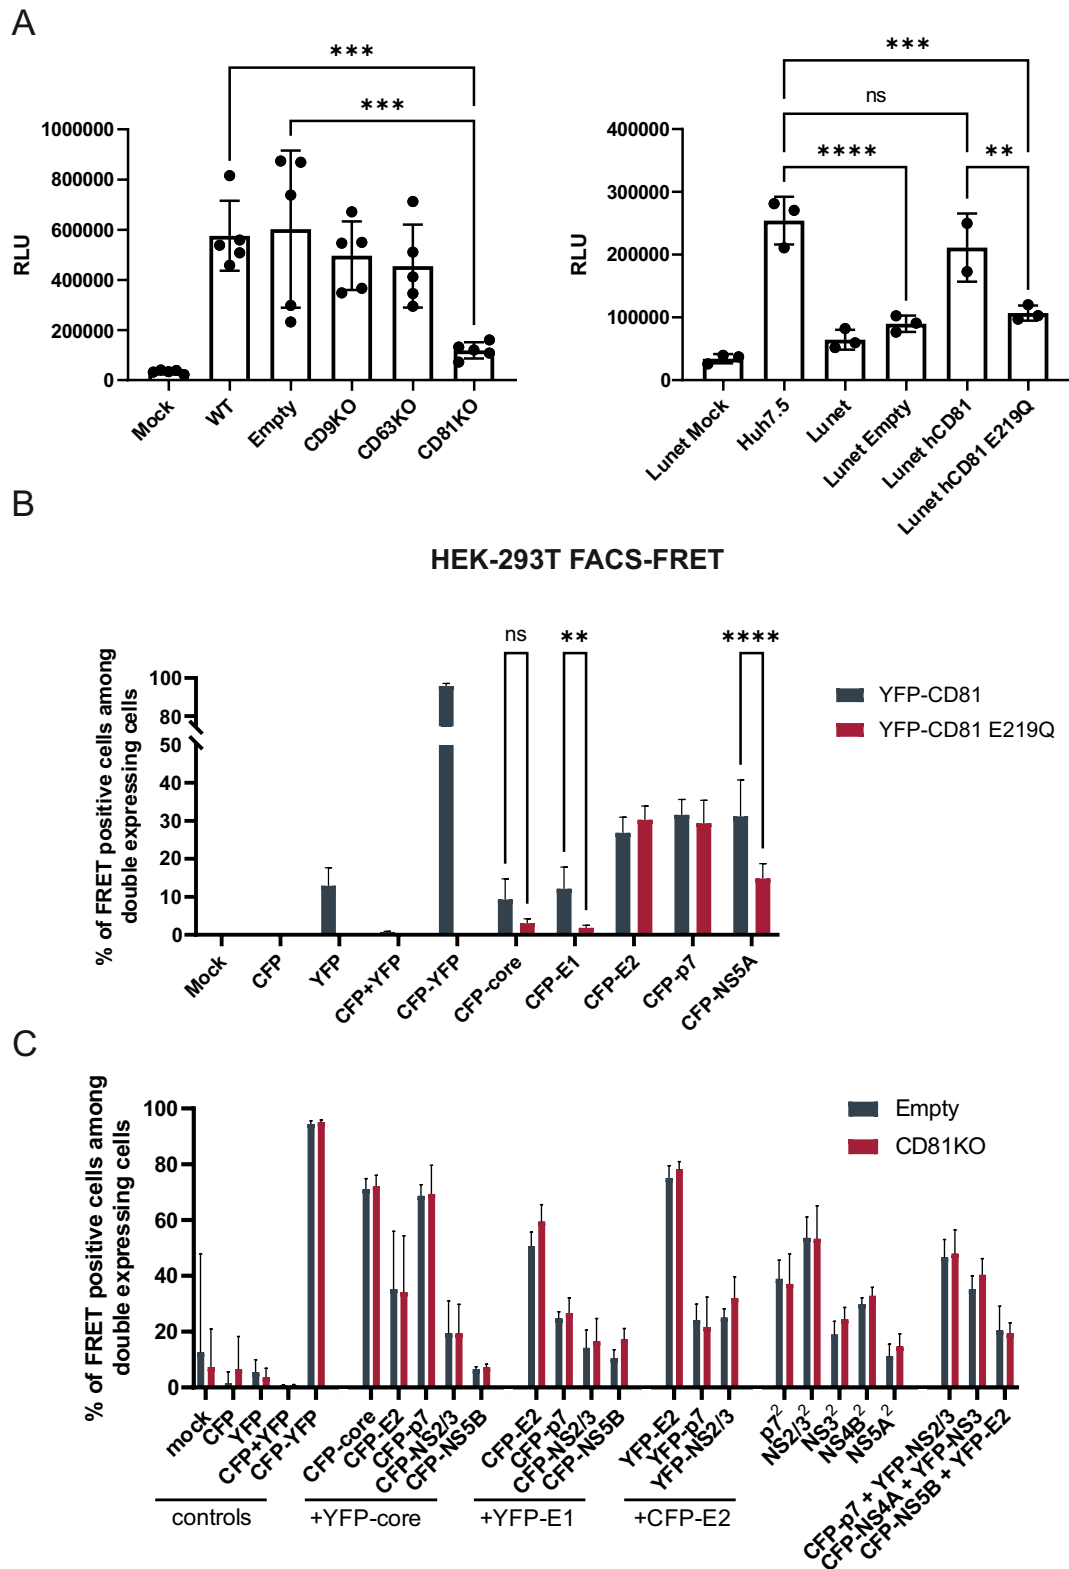 A
***
***
1000000
800000
600000
400000
200000
0
RLU
Mock
WT
Empty
CD9KO
CD63KO
CD81KO
***
ns
****
**
400000
300000
200000
100000
0
RLU
Lunet Mock
Huh7.5
Lunet
Lunet Empty
Lunet hCD81
Lunet hCD81 E219Q
B
HEK-293T FACS-FRET
ns
**
****
% of FRET positive cells among
double expressing cells
100
80
50
40
30
20
10
0
Mock
CFP
YFP
CFP+YFP
CFP-YFP
CFP-core
CFP-E1
CFP-E2
CFP-p7
CFP-NS5A
YFP-CD81
YFP-CD81 E219Q
C
% of FRET positive cells among
double expressing cells
100
80
60
40
20
0
Empty
CD81KO
mock
CFP
YFP
CFP+YFP
CFP-YFP
CFP-core
CFP-E2
CFP-p7
CFP-NS2/3
CFP-NS5B
CFP-E2
CFP-p7
CFP-NS2/3
CFP-NS5B
YFP-E2
YFP-p7
YFP-NS2/3
p7²
NS2/3²
NS3²
NS4B²
NS5A²
CFP-p7 + YFP-NS2/3
CFP-NS4A + YFP-NS3
CFP-NS5B + YFP-E2
controls
+YFP-core
+YFP-E1
+CFP-E2